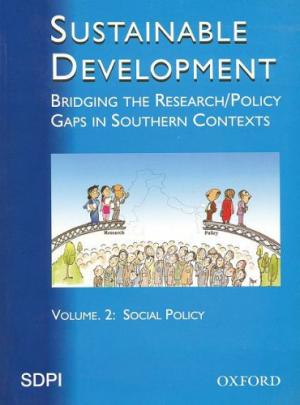 SUSTAINABLE
DEVELOPMENT
BRIDGING THE RESEARCH/POLICY
GAPS IN SOUTHERN CONTEXTS
Research
Policy
VOLUME. 2: SOCIAL POLICY
SDPI
OXFORD